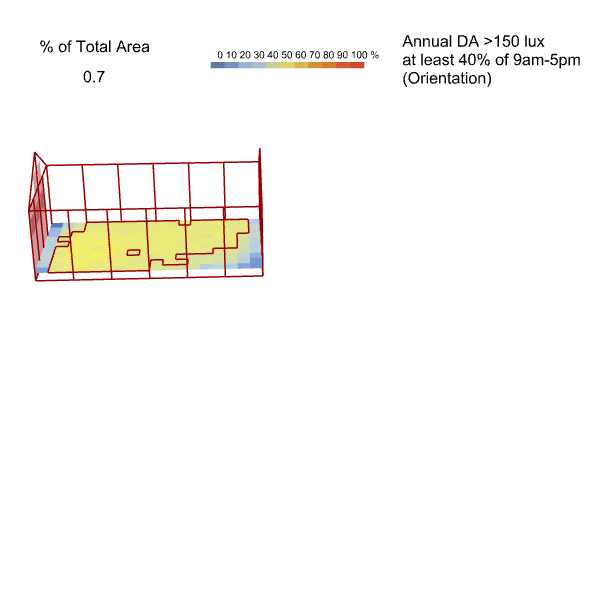 % of Total Area
0.7
0 10 20 30 40 50 60 70 80 90 100 %
Annual DA >150 lux
at least 40% of 9am-5pm
(Orientation)